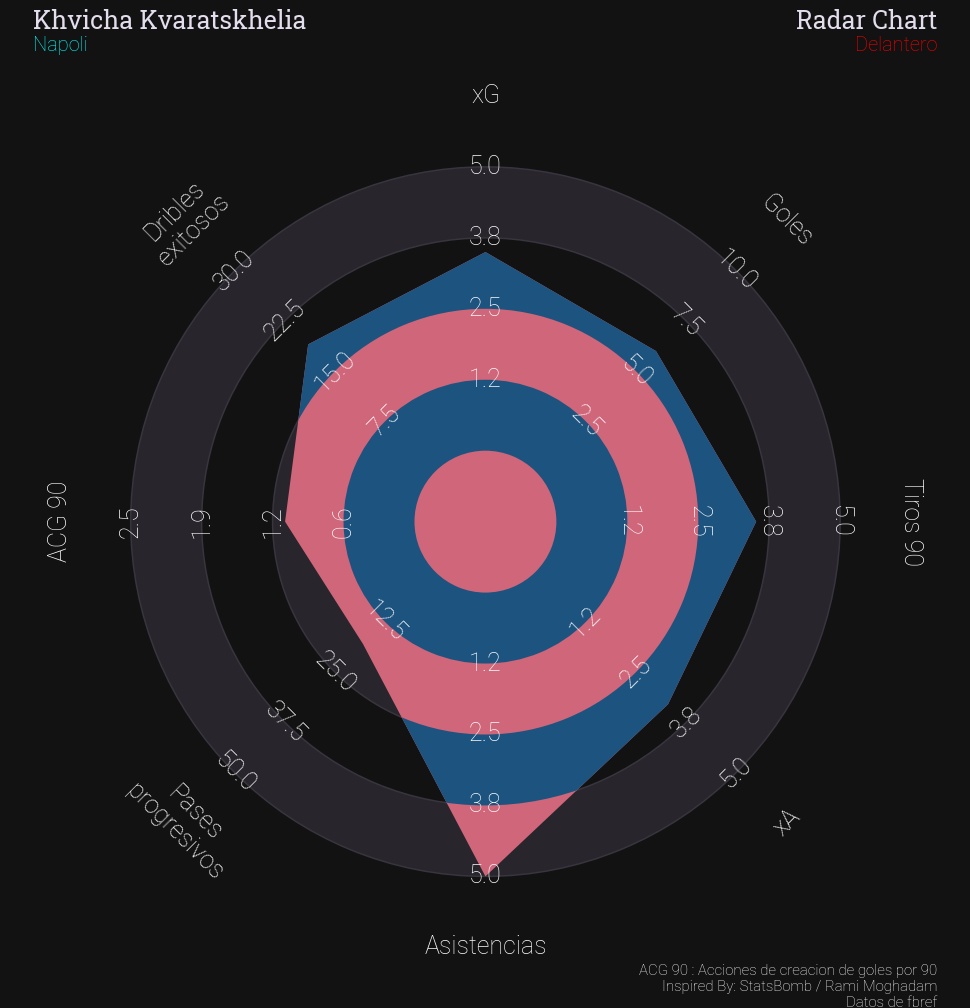 Khvicha Kvaratskhelia
Radar Chart
Napoli
Delantero
xG
5.0
3.8
2.5
1.2
Goles
10.0
7.5
5.0
2.5
Tiros 90
1.2
2.5
3.8
5.0
xA
1.2
2.5
3.8
5.0
Asistencias
1.2
2.5
3.8
5.0
Pases
progresivos
12.5
25.0
37.5
50.0
ACG 90
2.5
1.9
1.2
0.6
Dribles
exitosos
30.0
22.5
15.0
7.5
ACG 90 : Acciones de creacion de goles por 90
Inspired By: StatsBomb / Rami Moghadam
Datos de fbref